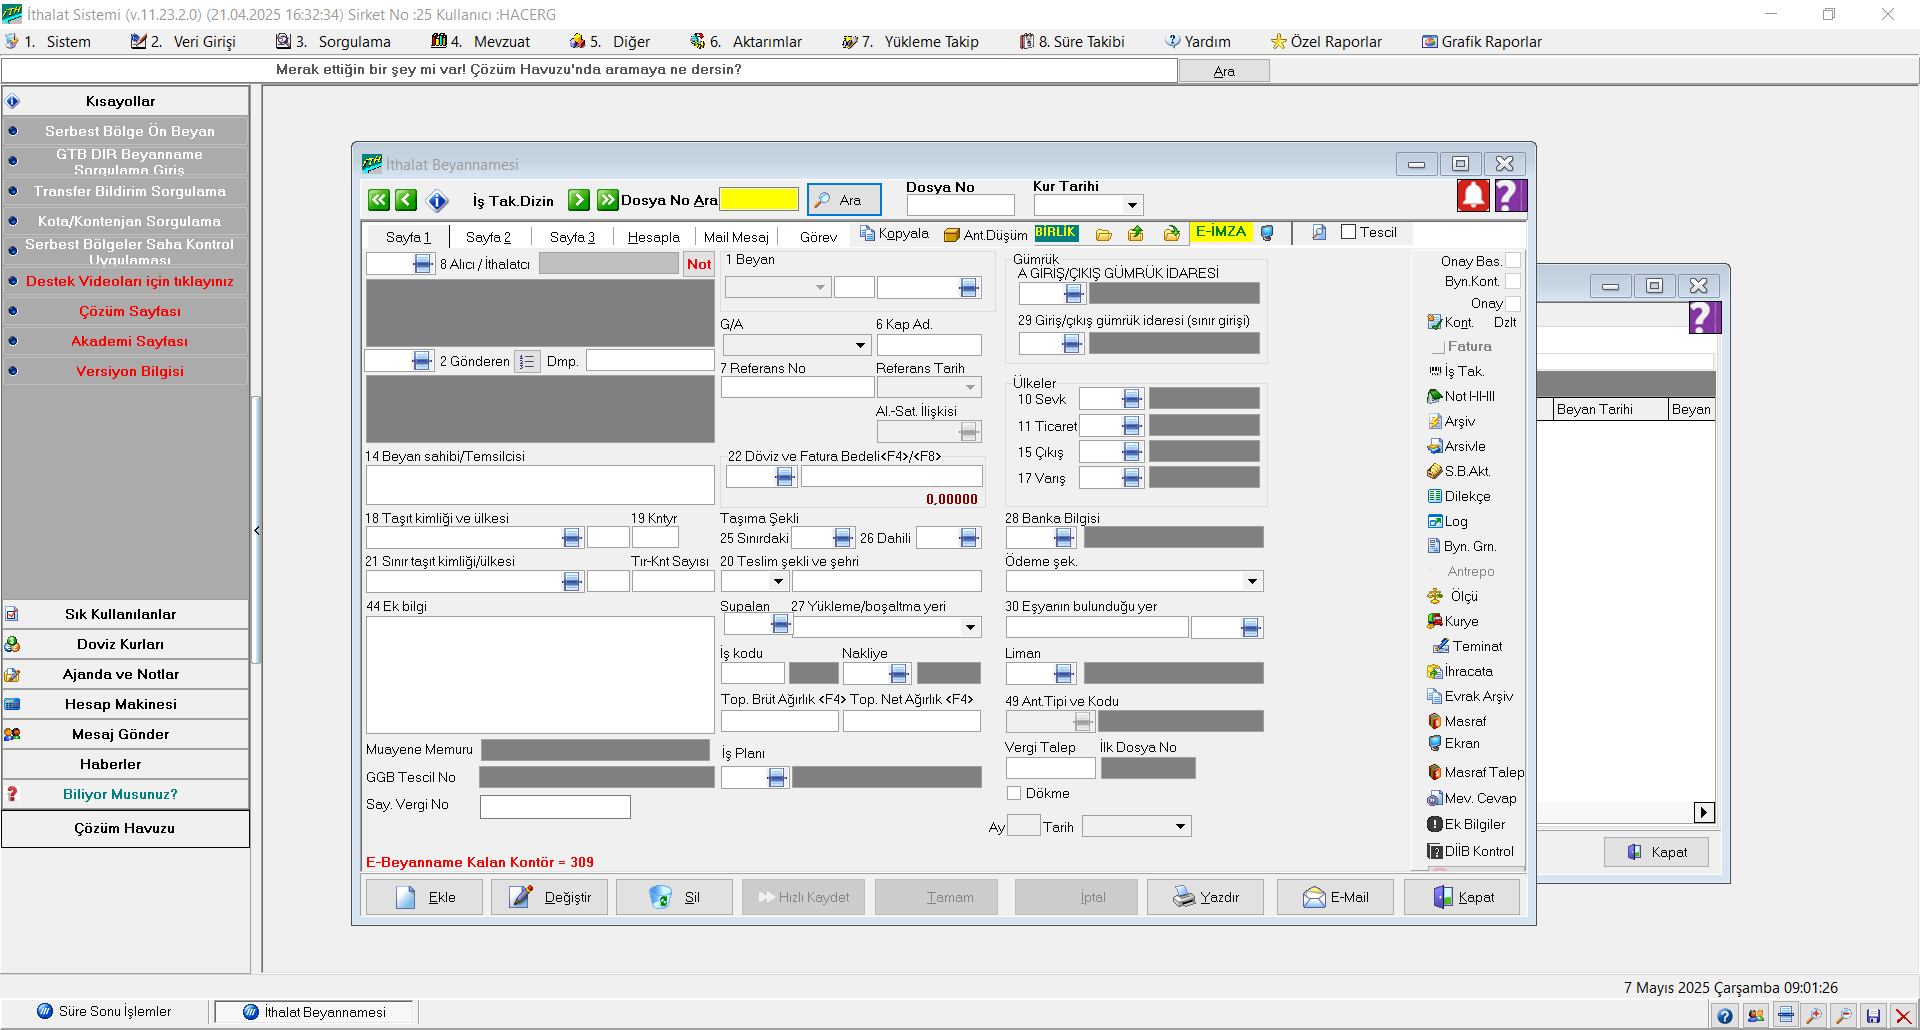 İthalat Sistemi (v.11.23.2.0) (21.04.2025 16:32:34) Sirket No :25 Kullanıcı :HACERG
1. Sistem
2. Veri Girişi
3. Sorgulama
4. Mevzuat
5. Diğer
6. Aktarımlar
7. Yükleme Takip
8. Süre Takibi
Yardım
Özel Raporlar
Grafik Raporlar
Merak ettiğin bir şey mi var! Çözüm Havuzu'nda aramaya ne dersin?
Ara
Kısayollar
Serbest Bölge Ön Beyan
GTB DIR Beyanname
Sorgulama Giriş
Transfer Bildirim Sorgulama
Kota/Kontenjan Sorgulama
Serbest Bölgeler Saha Kontrol
Uygulaması
Destek Videoları için tıklayınız
Çözüm Sayfası
Akademi Sayfası
Versiyon Bilgisi
Sık Kullanılanlar
Doviz Kurları
Ajanda ve Notlar
Hesap Makinesi
Mesaj Gönder
Haberler
Biliyor Musunuz?
Çözüm Havuzu
İthalat Beyannamesi
İş Tak.Dizin
Dosya No Ara
Ara
Dosya No
Kur Tarihi
Sayfa 1
Sayfa 2
Sayfa 3
Hesapla
Mail Mesaj
Görev
Kopyala
Ant.Düşüm
BİRLİK
E-İMZA
Tescil
8 Alıcı / İthalatcı
Not
2 Gönderen
Dmp.
14 Beyan sahibi/Temsilcisi
18 Taşıt kimliği ve ülkesi
19 Kntyr
21 Sınır taşıt kimliği/ülkesi
Tır-Knt Sayısı
44 Ek bilgi
Muayene Memuru
GGB Tescil No
Say. Vergi No
E-Beyanname Kalan Kontör = 309
1 Beyan
G/A
6 Kap Ad.
7 Referans No
Referans Tarih
Al.-Sat. İlişkisi
22 Döviz ve Fatura Bedeli<F4>/<F8>
0,00000
Taşıma Şekli
25 Sınırdaki
26 Dahili
20 Teslim şekli ve şehri
Supalan
27 Yükleme/boşaltma yeri
İş kodu
Nakliye
Top. Brüt Ağırlık <F4>
Top. Net Ağırlık <F4>
İş Planı
Gümrük
A GİRİŞ/ÇIKIŞ GÜMRÜK İDARESİ
29 Giriş/çıkış gümrük idaresi (sınır girişi)
Ülkeler
10 Sevk
11 Ticaret
15 Çıkış
17 Varış
28 Banka Bilgisi
Ödeme şek.
30 Eşyanın bulunduğu yer
Liman
49 Ant.Tipi ve Kodu
Vergi Talep
İlk Dosya No
Dökme
Ay
Tarih
Onay Bas.
Byn.Kont.
Onay
Kont.
Dzlt
Fatura
İş Tak.
Not I-II-III
Arşiv
Arsivle
S.B.Akt.
Dilekçe
Log
Byn. Grn.
Antrepo
Ölçü
Kurye
Teminat
İhracata
Evrak Arşiv
Masraf
Ekran
Masraf Talep
Mev. Cevap
Ek Bilgiler
DİİB Kontrol
Ekle
Değiştir
Sil
Hızlı Kaydet
Tamam
İptal
Yazdır
E-Mail
Kapat
Beyan Tarihi
Beyan
Kapat
7 Mayıs 2025 Çarşamba 09:01:26
Süre Sonu İşlemler
İthalat Beyannamesi